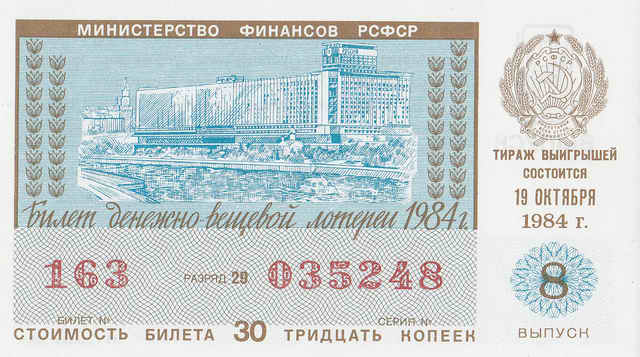 МИНИСТЕРСТВО ФИНАНСОВ РСФСР
Билет денежно-вещевой лотереи 1984г.
163 РАЗРЯД 29 035248
БИЛЕТ № СЕРИЯ №
СТОИМОСТЬ БИЛЕТА 30 ТРИДЦАТЬ КОПЕЕК
РСФСР
ТИРАЖ ВЫИГРЫШЕЙ
СОСТОИТСЯ
19 ОКТЯБРЯ
1984 г.
8
ВЫПУСК